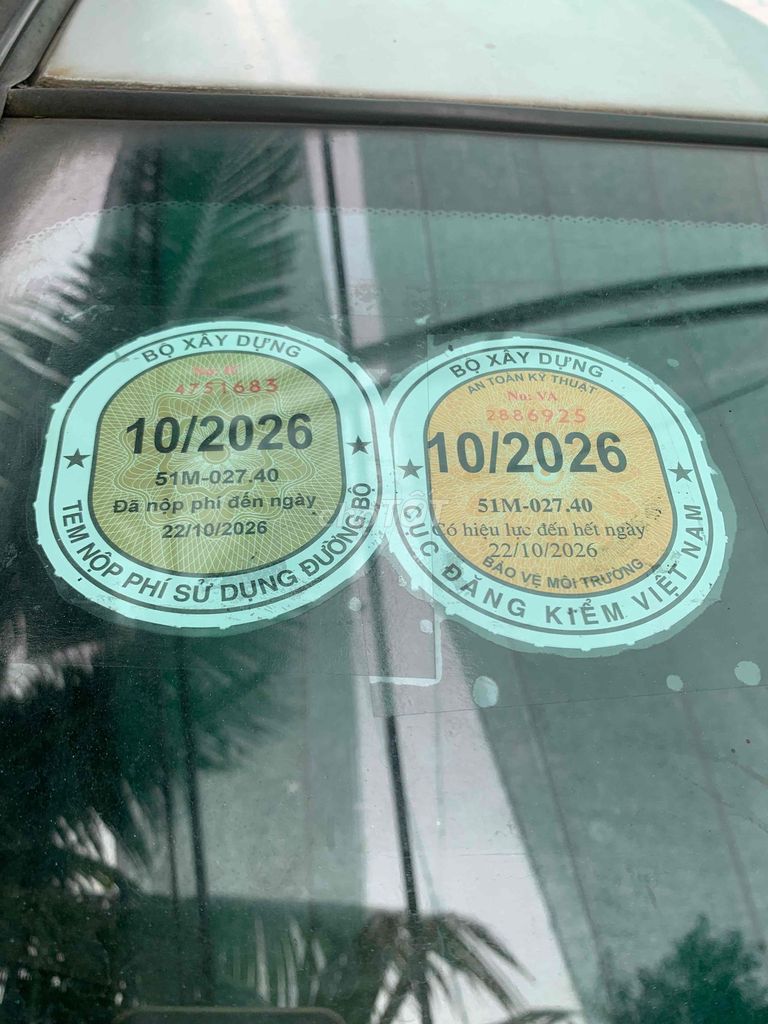 BỘ XÂY DỰNG
4751683
10/2026
51M-027.40
Đã nộp phí đến ngày
22/10/2026
TEM NỘP PHÍ SỬ DỤNG ĐƯỜNG BỘ
BỘ XÂY DỰNG
AN TOÀN KỸ THUẬT
No: VA
2886925
10/2026
51M-027.40
Có hiệu lực đến hết ngày
22/10/2026
BẢO VỆ MÔI TRƯỜNG
CỤC ĐĂNG KIỂM VIỆT NAM